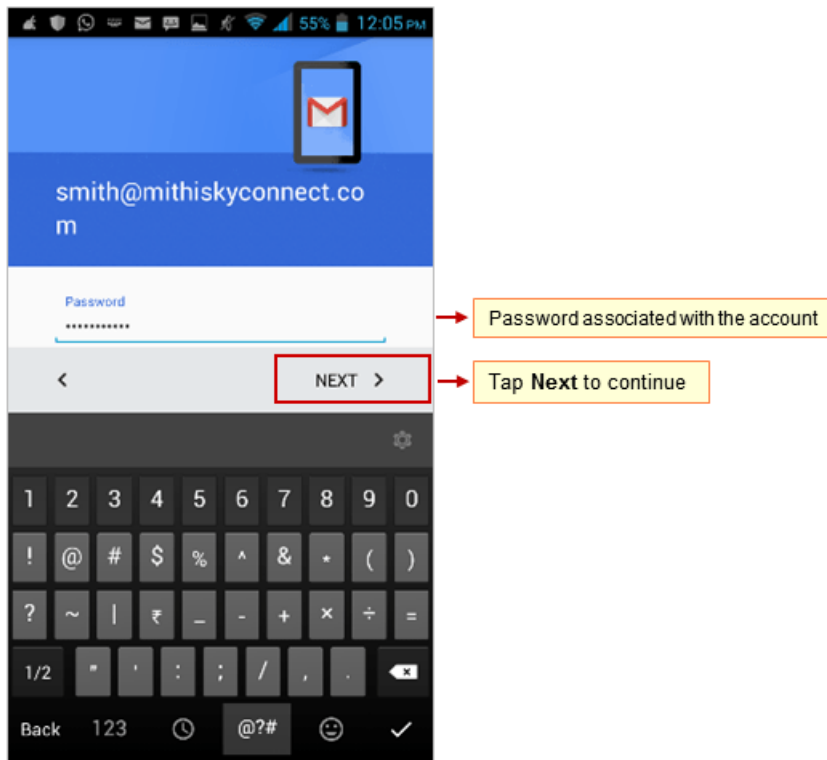 55% 12:05 PM
smith@mithiskyconnect.co
m
Password
Password associated with the account
NEXT
Tap Next to continue
1 2 3 4 5 6 7 8 9 0
! @ # $ % ^ & * ( )
? ~ | ₹ _ - + × ÷ =
1/2 " ' : ; / , .
Back 123 @?#